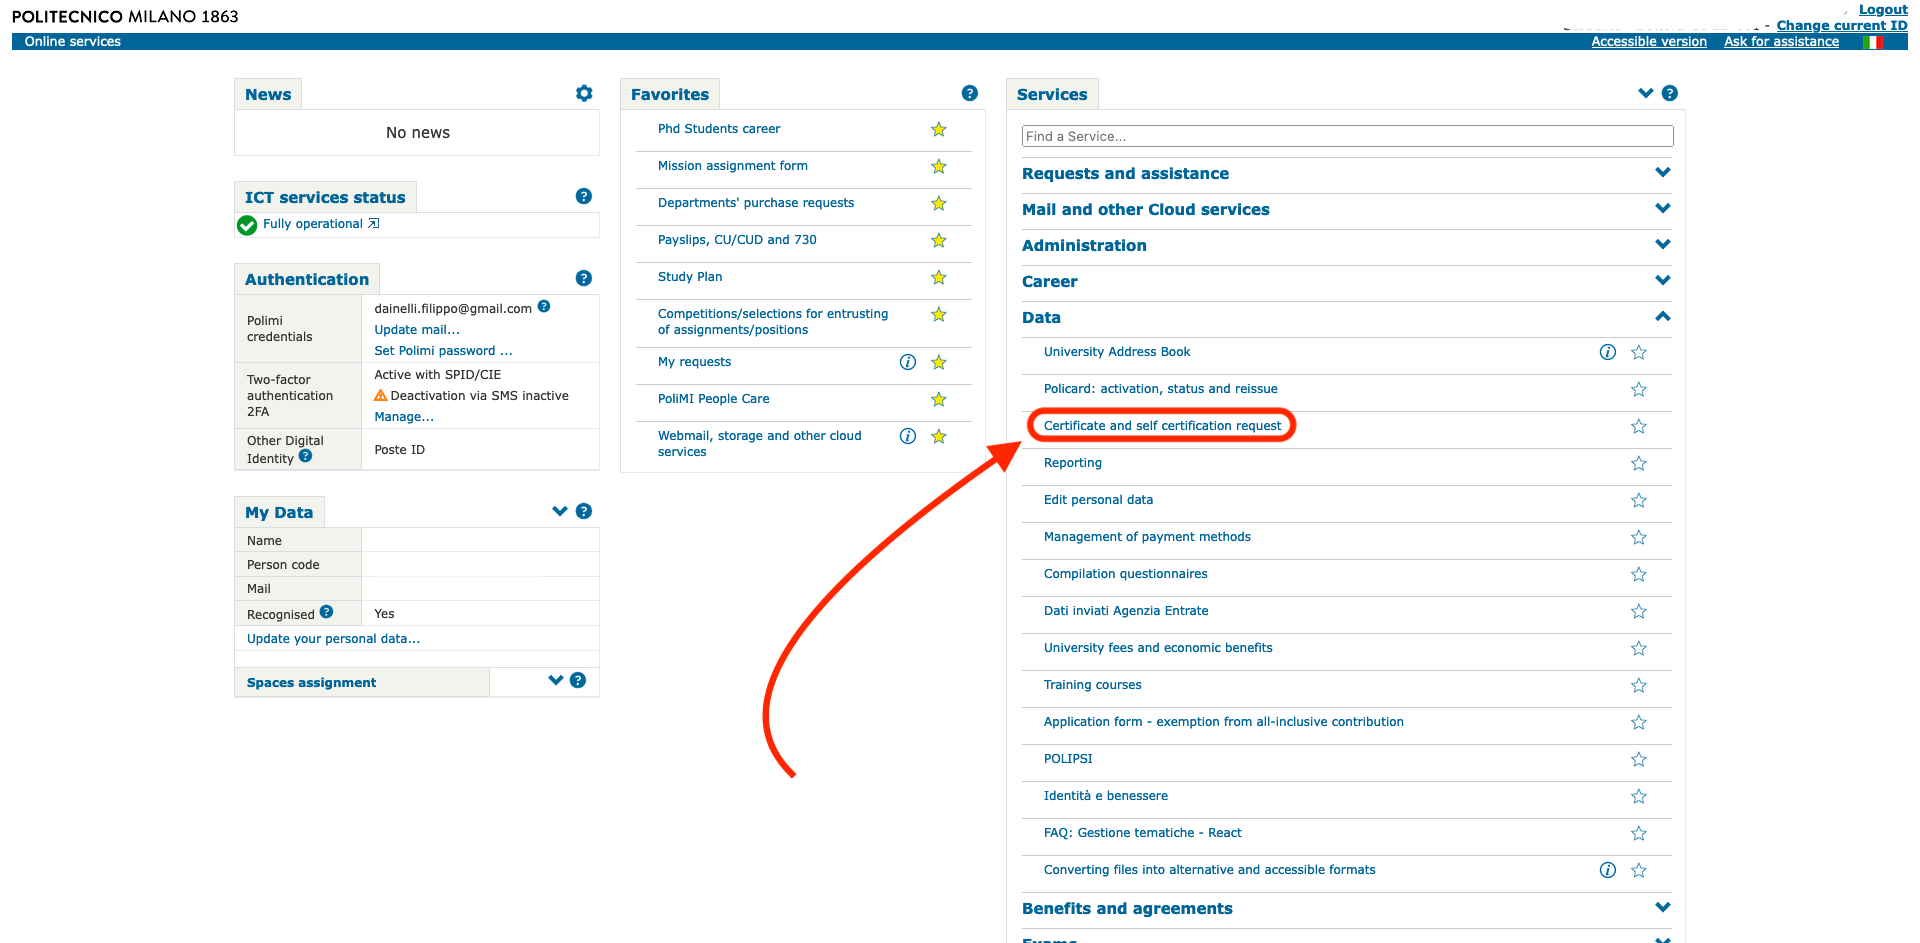 POLITECNICO MILANO 1863
Logout
- Change current ID
Online services
Accessible version
Ask for assistance
News
No news
ICT services status
Fully operational
Authentication
Polimi
credentials
dainelli.filippo@gmail.com
Update mail...
Set Polimi password ...
Two-factor
authentication
2FA
Active with SPID/CIE
Deactivation via SMS inactive
Manage...
Other Digital
Identity
Poste ID
My Data
Name
Person code
Mail
Recognised
Yes
Update your personal data...
Spaces assignment
Favorites
Phd Students career
Mission assignment form
Departments' purchase requests
Payslips, CU/CUD and 730
Study Plan
Competitions/selections for entrusting
of assignments/positions
My requests
PoliMI People Care
Webmail, storage and other cloud
services
Services
Find a Service...
Requests and assistance
Mail and other Cloud services
Administration
Career
Data
University Address Book
Policard: activation, status and reissue
Certificate and self certification request
Reporting
Edit personal data
Management of payment methods
Compilation questionnaires
Dati inviati Agenzia Entrate
University fees and economic benefits
Training courses
Application form - exemption from all-inclusive contribution
POLIPSI
Identità e benessere
FAQ: Gestione tematiche - React
Converting files into alternative and accessible formats
Benefits and agreements
Exams